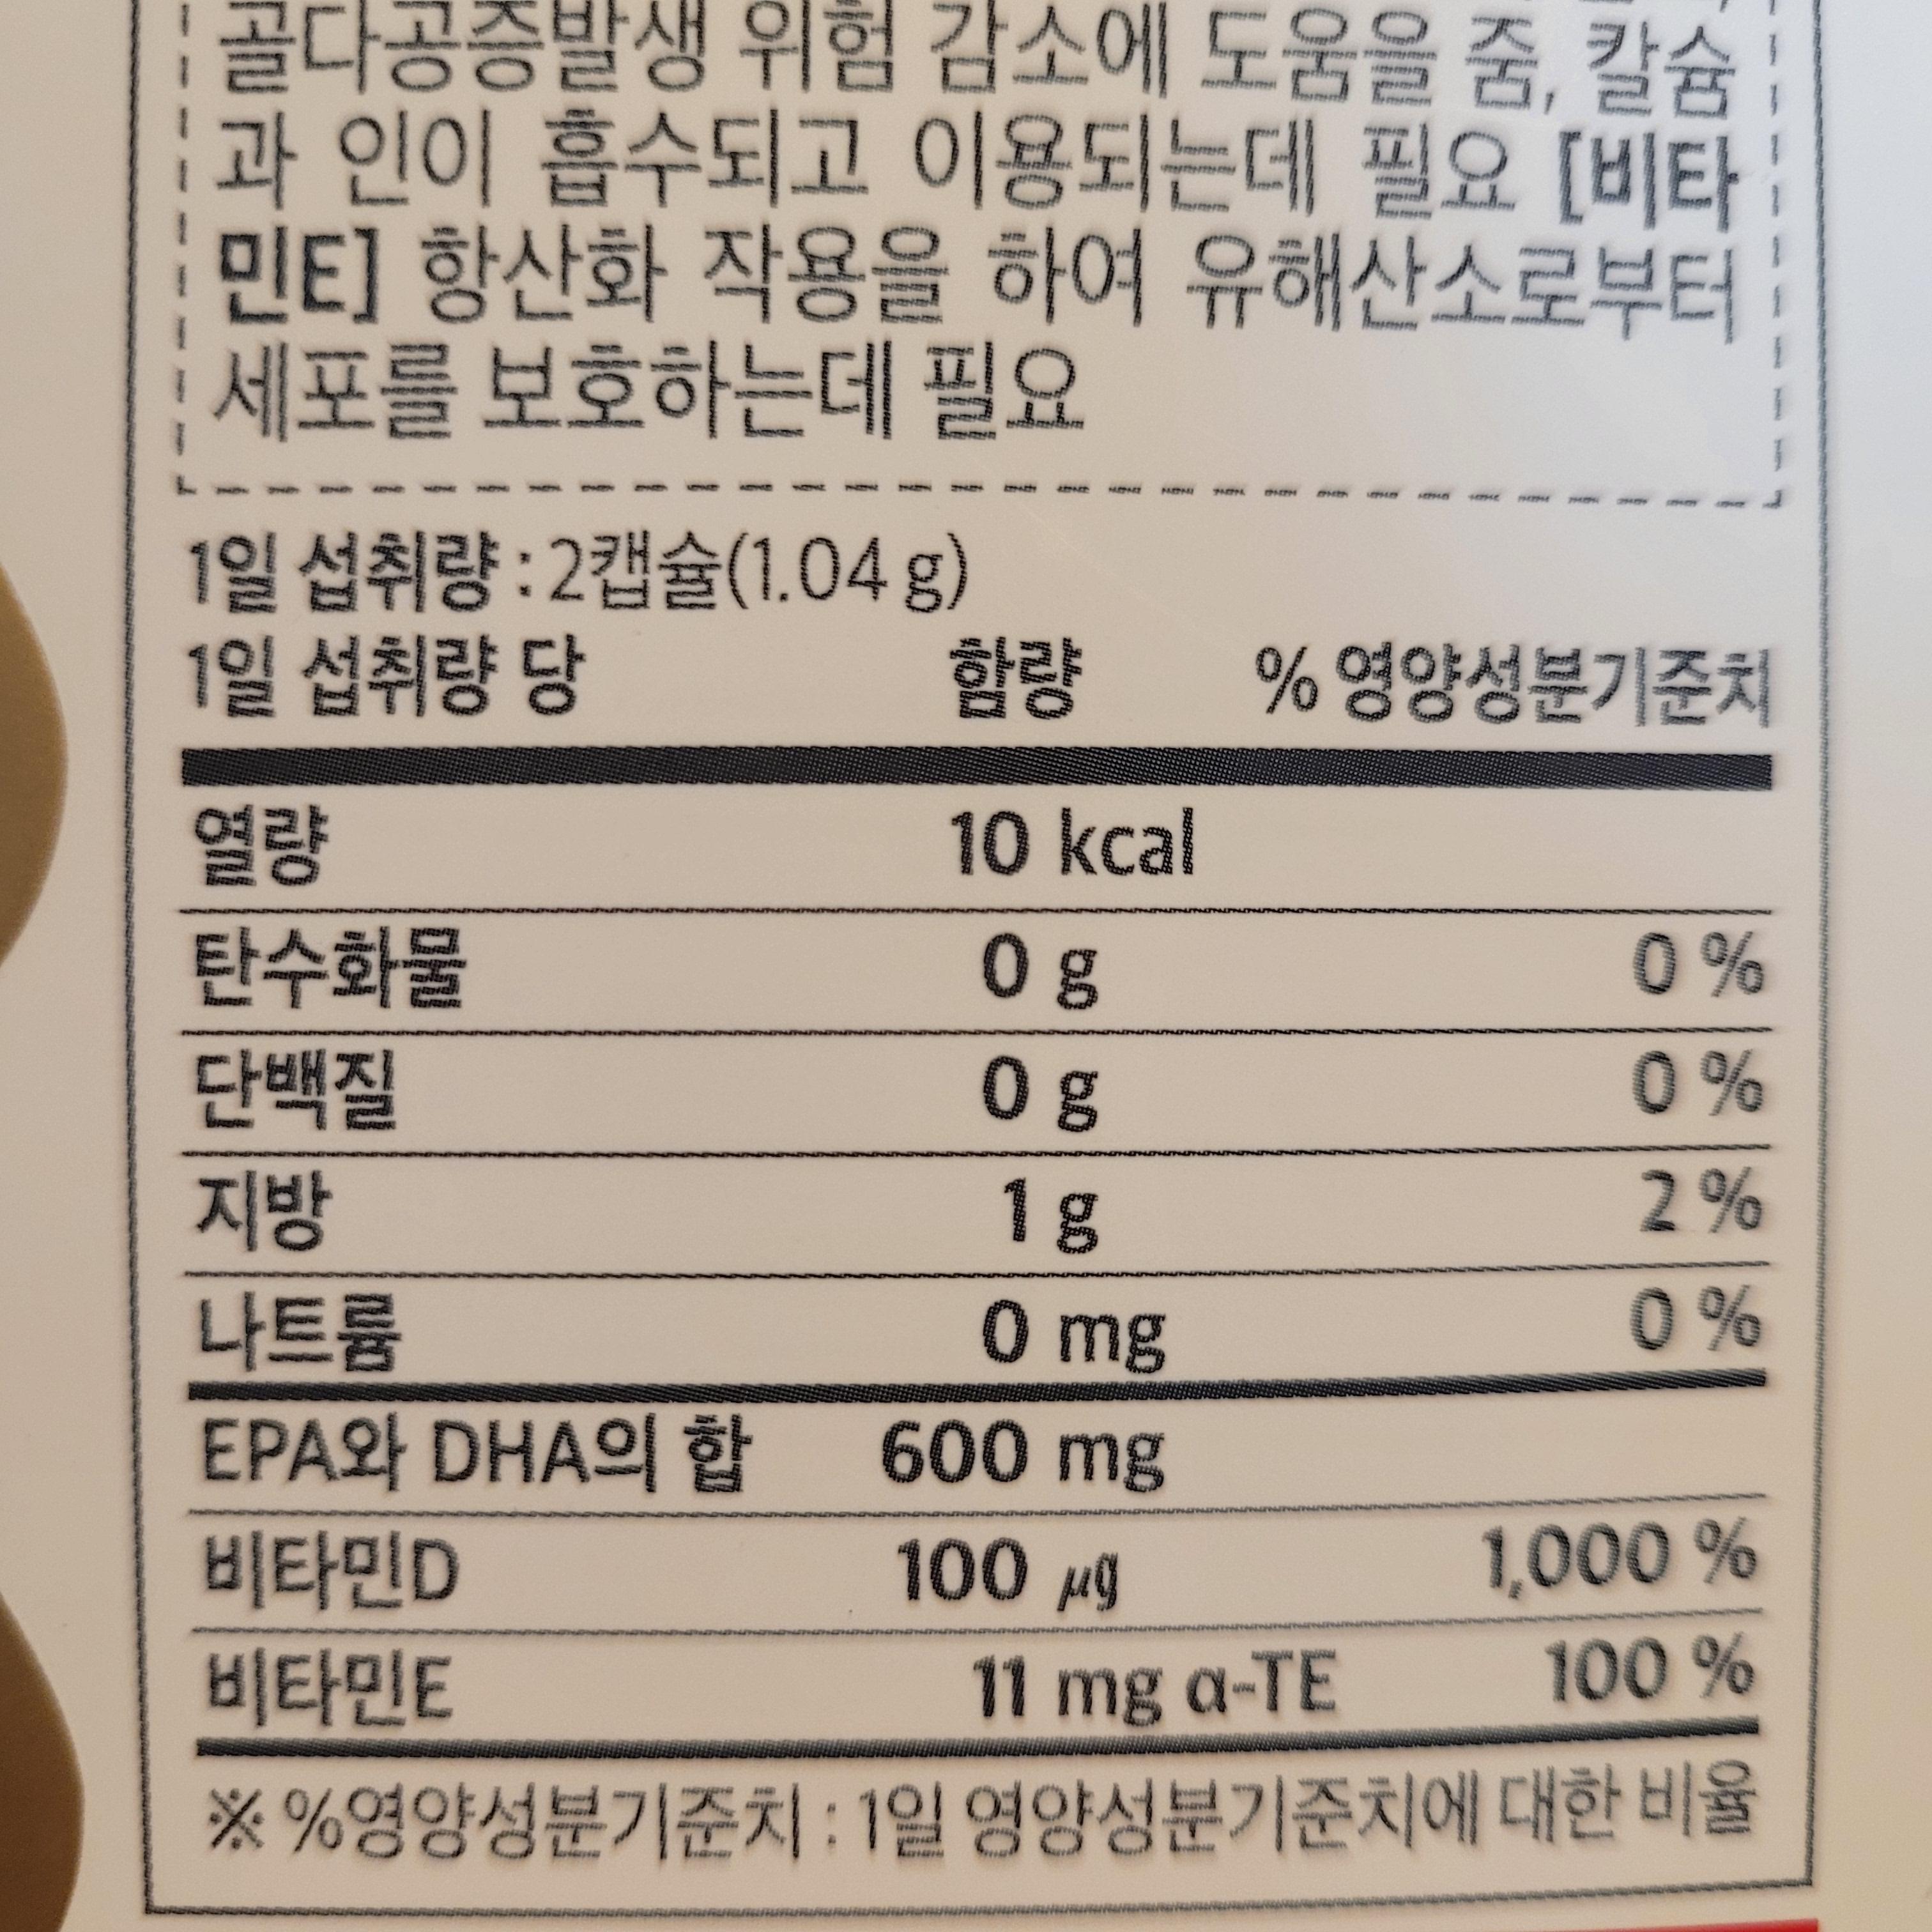 골다공증발생 위험 감소에 도움을 줌, 칼슘
과 인이 흡수되고 이용되는데 필요 [비타
민E] 항산화 작용을 하여 유해산소로부터
세포를 보호하는데 필요
1일 섭취량 : 2캡슐(1.04 g)
1일 섭취량 당 함량 % 영양성분기준치
열량 10 kcal
탄수화물 0 g 0 %
단백질 0 g 0 %
지방 1 g 2 %
나트륨 0 mg 0 %
EPA와 DHA의 합 600 mg
비타민D 100 ㎍ 1,000 %
비타민E 11 mg α-TE 100 %
※ %영양성분기준치 : 1일 영양성분기준치에 대한 비율